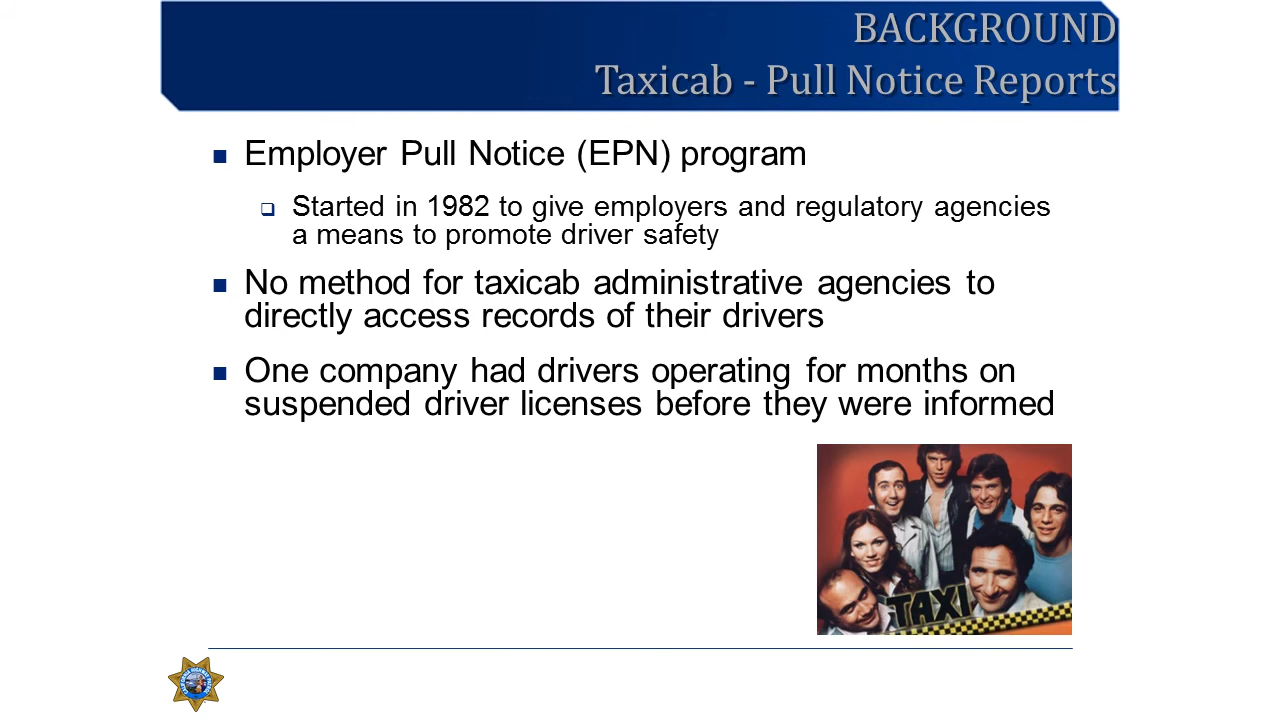 BACKGROUND
Taxicab - Pull Notice Reports
Employer Pull Notice (EPN) program
Started in 1982 to give employers and regulatory agencies
a means to promote driver safety
No method for taxicab administrative agencies to
directly access records of their drivers
One company had drivers operating for months on
suspended driver licenses before they were informed
TAXI